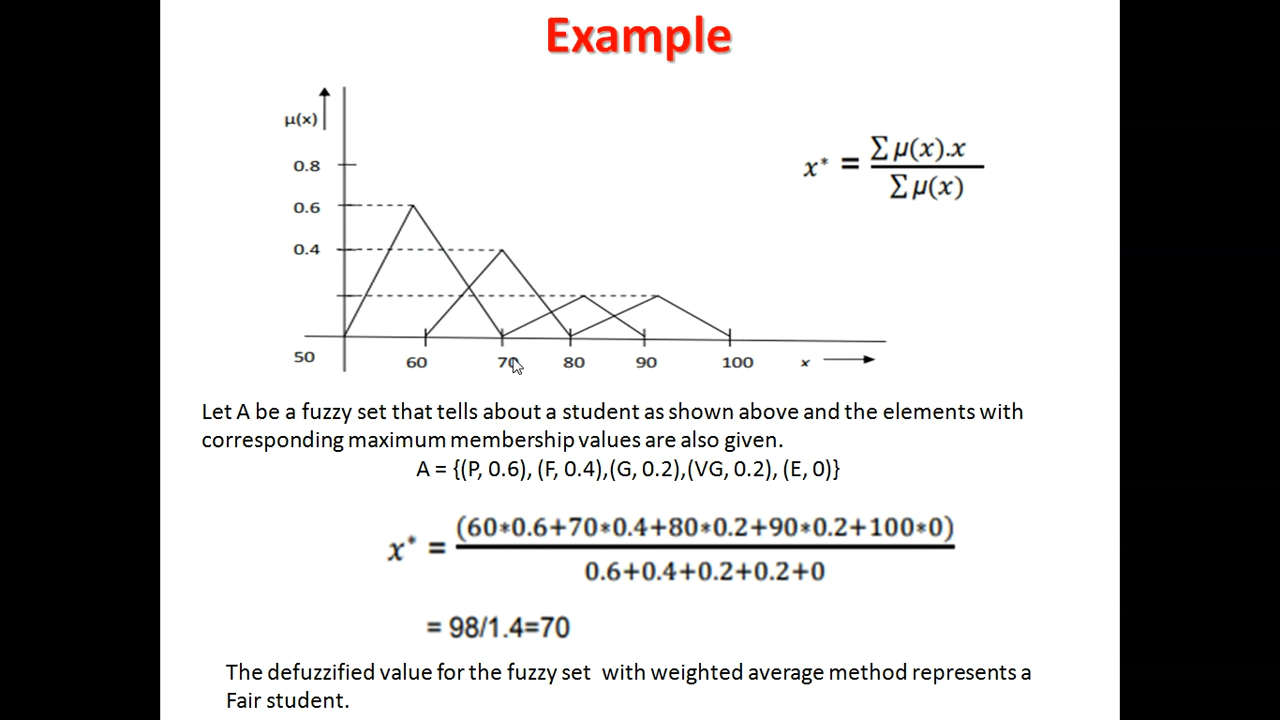 Example
μ(x)
0.8
0.6
0.4
x* = ∑μ(x).x / ∑μ(x)
50 60 70 80 90 100 x
Let A be a fuzzy set that tells about a student as shown above and the elements with
corresponding maximum membership values are also given.
A = {(P, 0.6), (F, 0.4),(G, 0.2),(VG, 0.2), (E, 0)}
x* = (60*0.6+70*0.4+80*0.2+90*0.2+100*0) / 0.6+0.4+0.2+0.2+0
= 98/1.4=70
The defuzzified value for the fuzzy set with weighted average method represents a
Fair student.